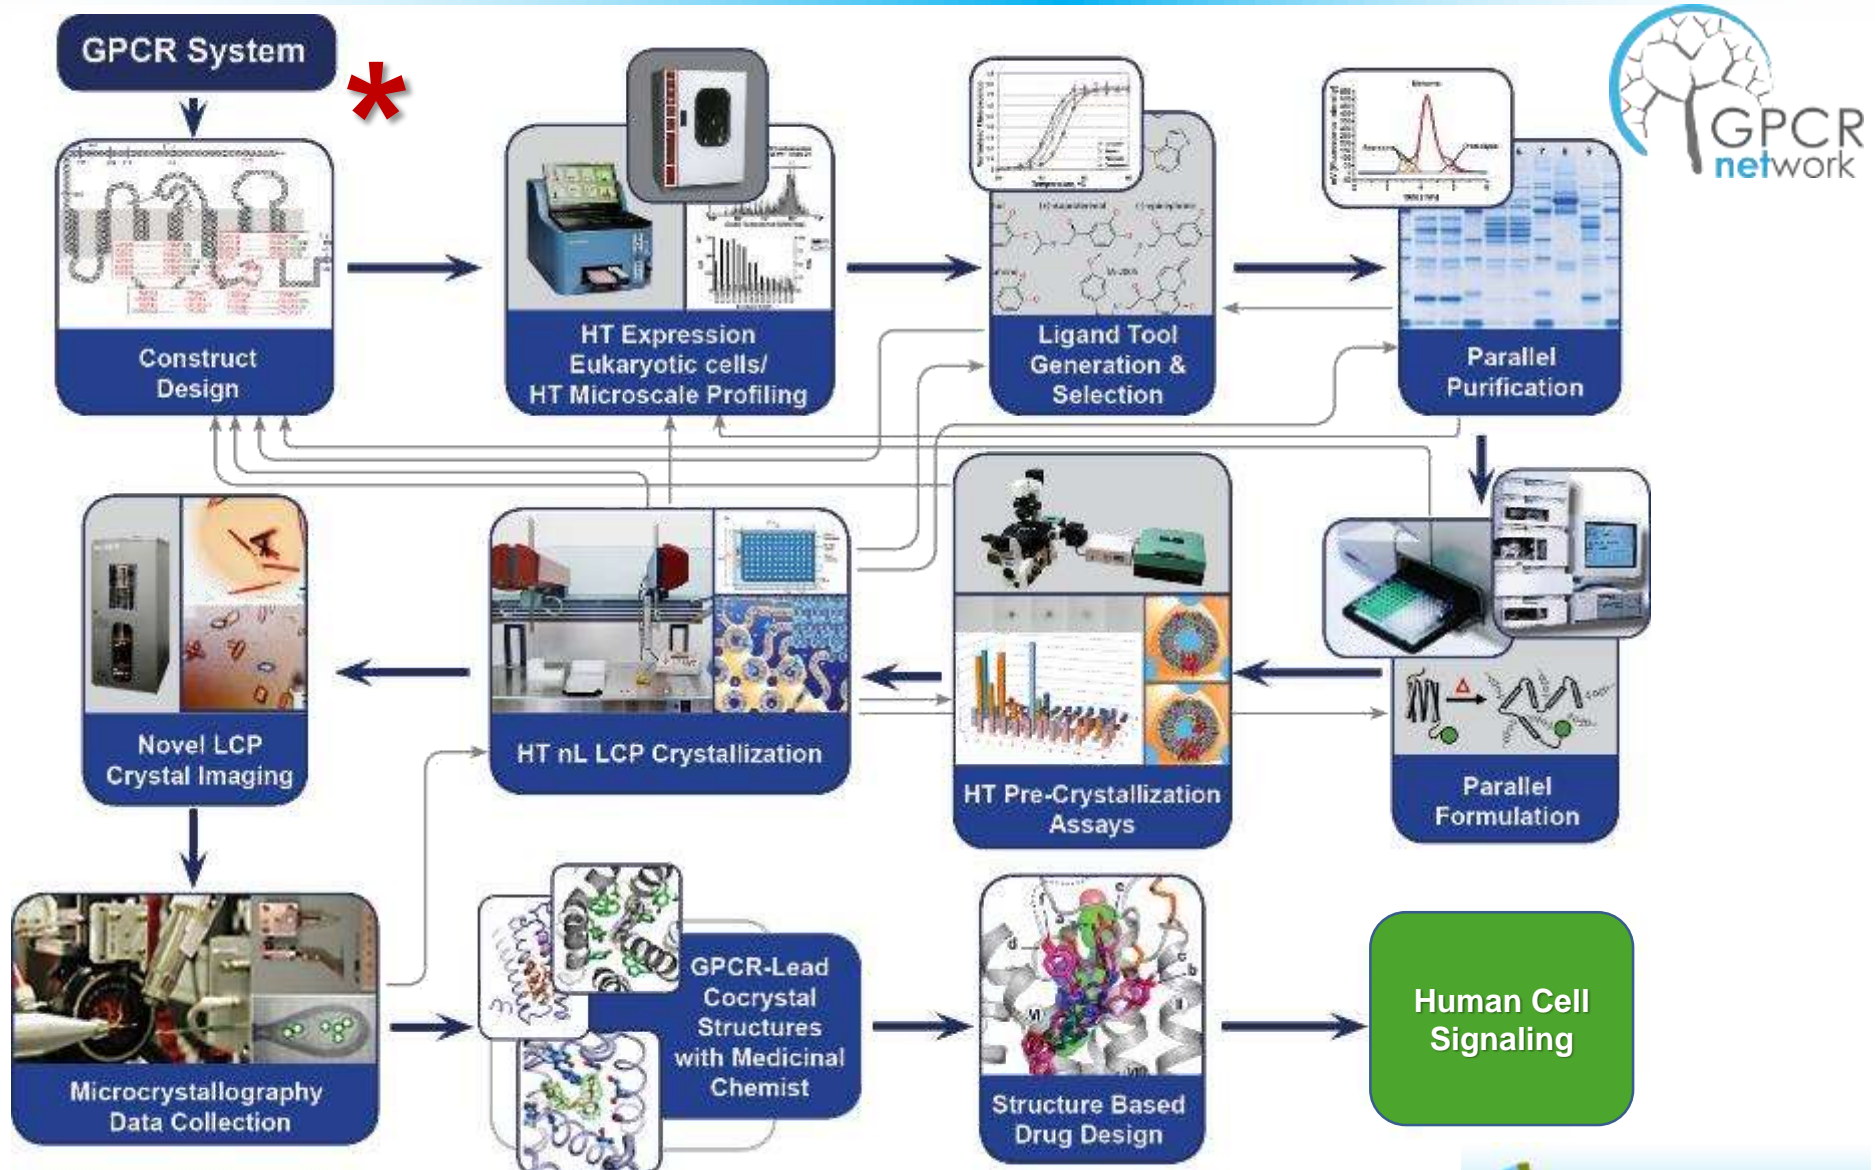 GPCR System
*
GPCR
network
Construct
Design
HT Expression
Eukaryotic cells/
HT Microscale Profiling
Ligand Tool
Generation &
Selection
Parallel
Purification
Novel LCP
Crystal Imaging
HT nL LCP Crystallization
HT Pre-Crystallization
Assays
Parallel
Formulation
Microcrystallography
Data Collection
GPCR-Lead
Cocrystal
Structures
with Medicinal
Chemist
Structure Based
Drug Design
Human Cell
Signaling